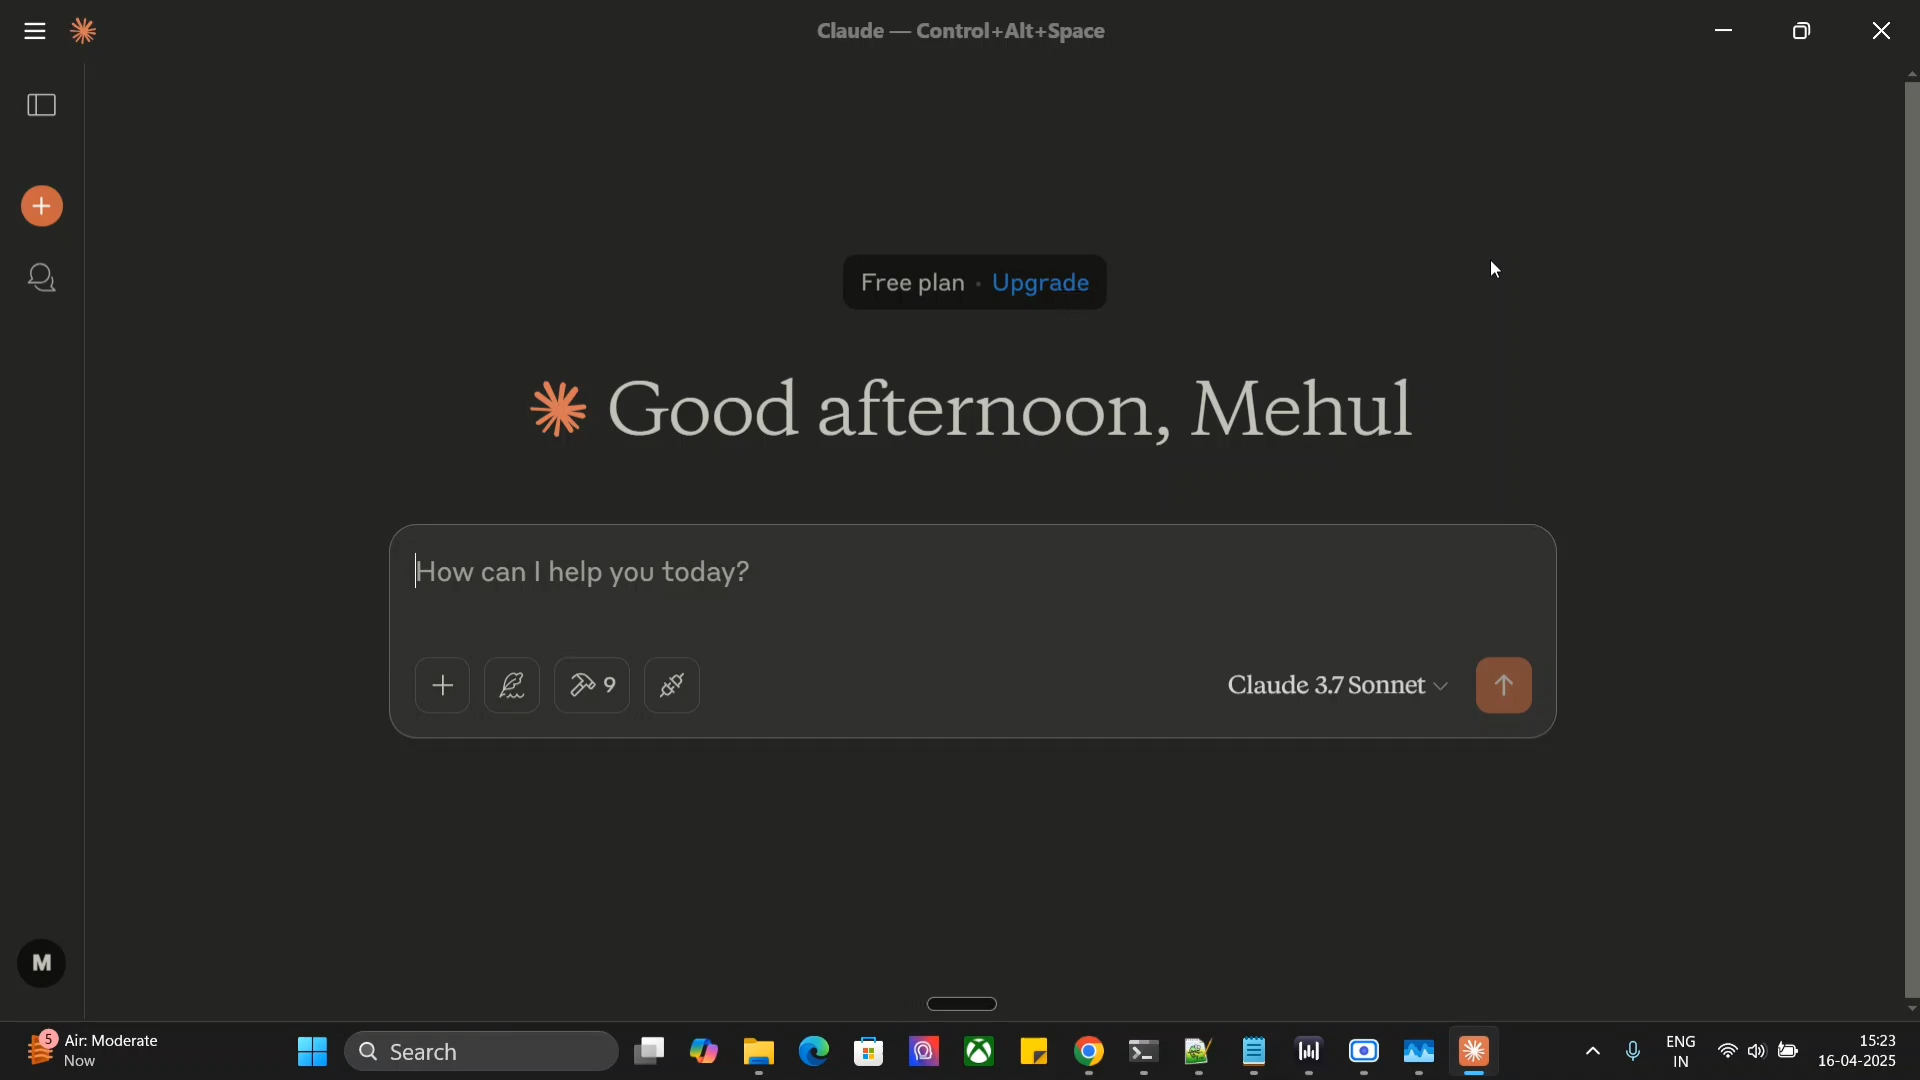 Claude — Control+Alt+Space
Free plan · Upgrade
Good afternoon, Mehul
How can I help you today?
9
Claude 3.7 Sonnet
M
5
Air: Moderate
Now
Search
ENG
IN
15:23
16-04-2025